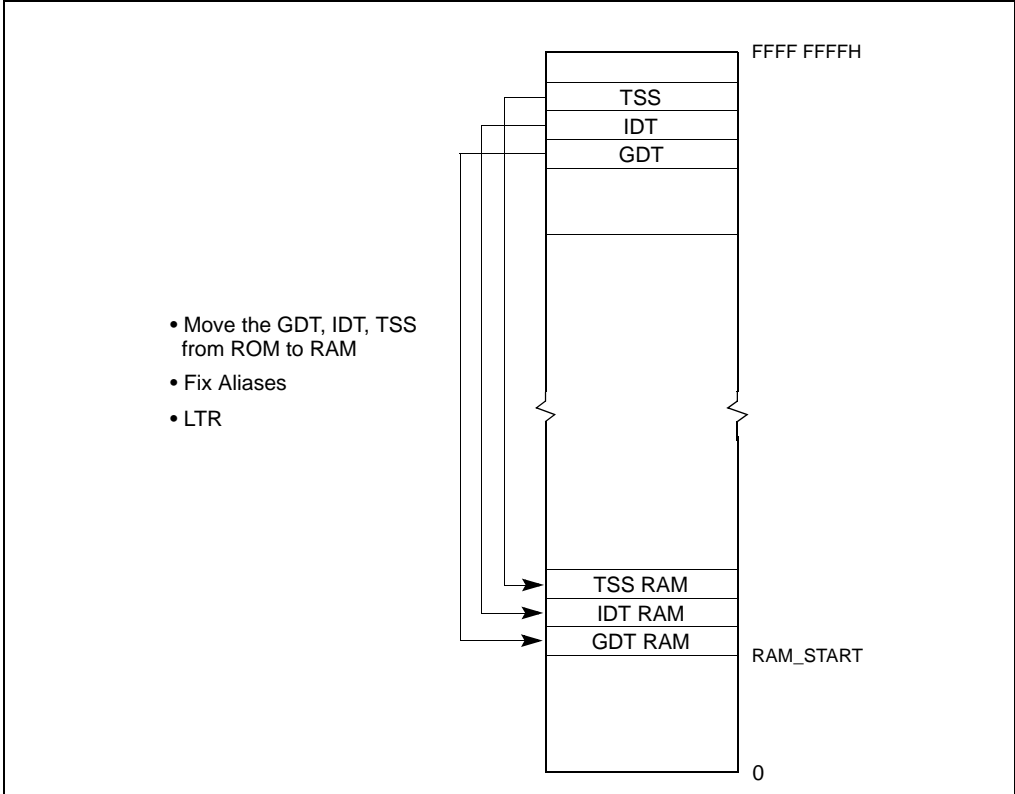 FFFF FFFFH
TSS
IDT
GDT
• Move the GDT, IDT, TSS
from ROM to RAM
• Fix Aliases
• LTR
TSS RAM
IDT RAM
GDT RAM
RAM_START
0